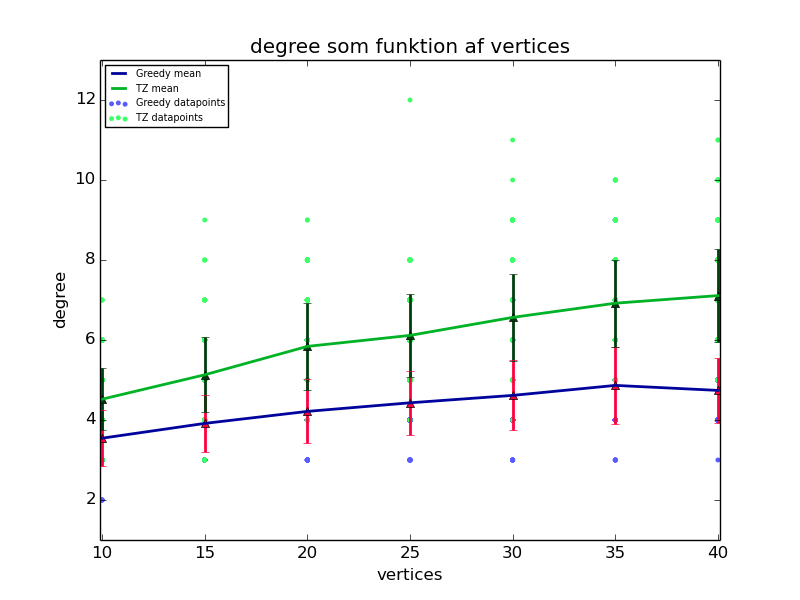 degree som funktion af vertices
Greedy mean
TZ mean
Greedy datapoints
TZ datapoints
12
10
8
6
4
2
degree
10 15 20 25 30 35 40
vertices